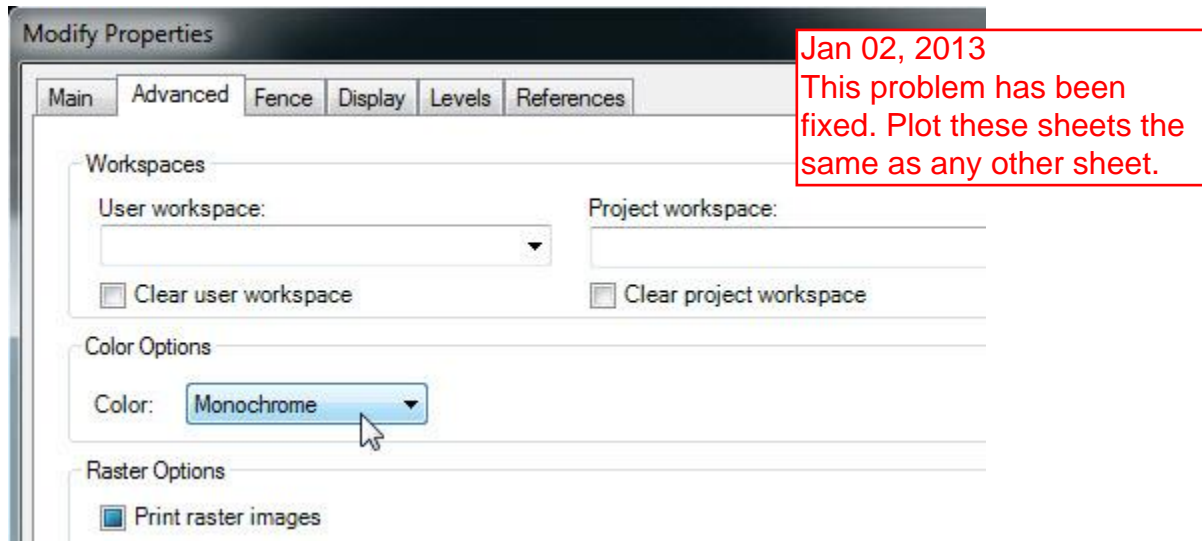 Modify Properties
Jan 02, 2013
This problem has been
fixed. Plot these sheets the
same as any other sheet.
Main Advanced Fence Display Levels References
Workspaces
User workspace: Project workspace:
Clear user workspace Clear project workspace
Color Options
Color: Monochrome
Raster Options
Print raster images